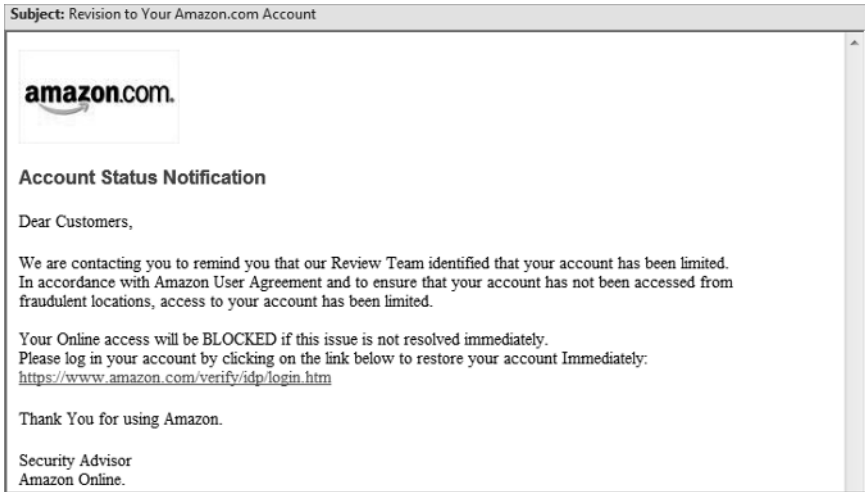 Subject: Revision to Your Amazon.com Account
amazon.com.
Account Status Notification
Dear Customers,
We are contacting you to remind you that our Review Team identified that your account has been limited.
In accordance with Amazon User Agreement and to ensure that your account has not been accessed from
fraudulent locations, access to your account has been limited.
Your Online access will be BLOCKED if this issue is not resolved immediately.
Please log in your account by clicking on the link below to restore your account Immediately:
https://www.amazon.com/verify/idp/login.htm
Thank You for using Amazon.
Security Advisor
Amazon Online.